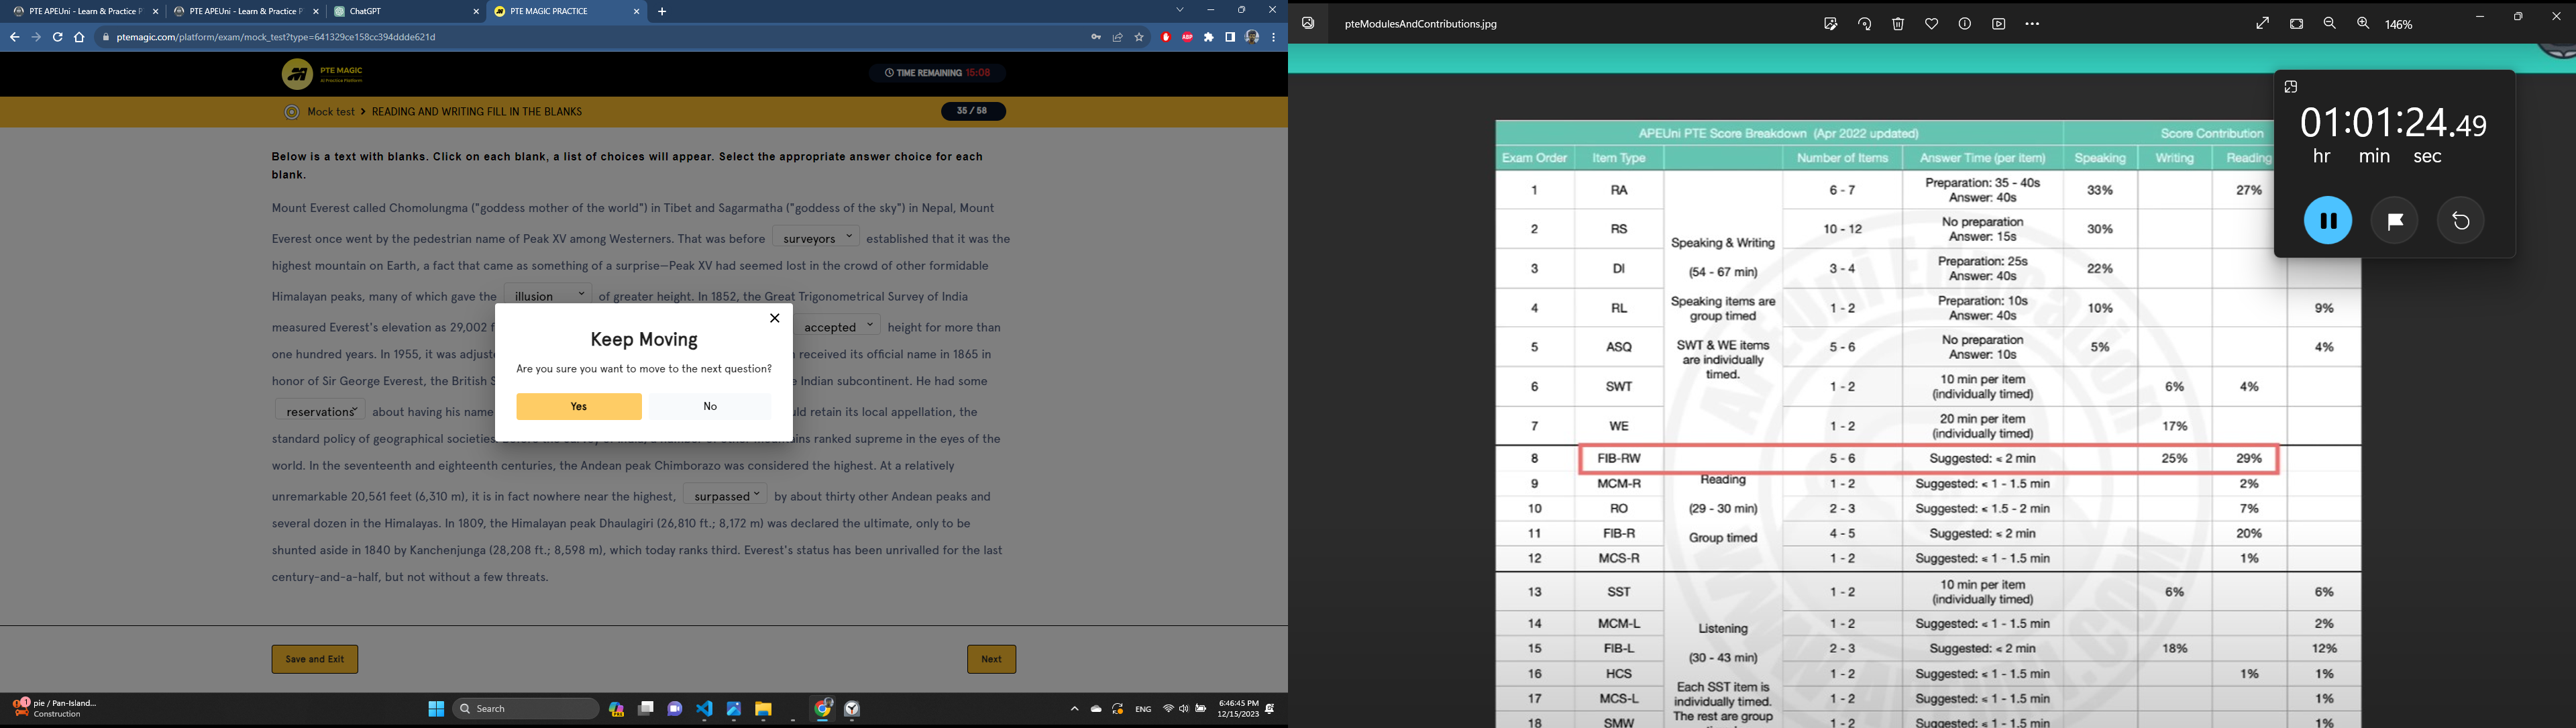 PTE APEUni - Learn & Practice P
PTE APEUni - Learn & Practice P
ChatGPT
PTE MAGIC PRACTICE
ptemagic.com/platform/exam/mock_test?type=641329ce158cc394ddde621d
PTE MAGIC
AI Practice Platform
TIME REMAINING 15:08
Mock test > READING AND WRITING FILL IN THE BLANKS
35 / 58
Below is a text with blanks. Click on each blank, a list of choices will appear. Select the appropriate answer choice for each
blank.
Mount Everest called Chomolungma ("goddess mother of the world") in Tibet and Sagarmatha ("goddess of the sky") in Nepal, Mount
Everest once went by the pedestrian name of Peak XV among Westerners. That was before surveyors established that it was the
highest mountain on Earth, a fact that came as something of a surprise—Peak XV had seemed lost in the crowd of other formidable
Himalayan peaks, many of which gave the illusion of greater height. In 1852, the Great Trigonometrical Survey of India
measured Everest's elevation as 29,002 f accepted height for more than
one hundred years. In 1955, it was adjust received its official name in 1865 in
honor of Sir George Everest, the British S Indian subcontinent. He had some
reservations about having his name ld retain its local appellation, the
standard policy of geographical societies. ins ranked supreme in the eyes of the
world. In the seventeenth and eighteenth centuries, the Andean peak Chimborazo was considered the highest. At a relatively
unremarkable 20,561 feet (6,310 m), it is in fact nowhere near the highest, surpassed by about thirty other Andean peaks and
several dozen in the Himalayas. In 1809, the Himalayan peak Dhaulagiri (26,810 ft.; 8,172 m) was declared the ultimate, only to be
shunted aside in 1840 by Kanchenjunga (28,208 ft.; 8,598 m), which today ranks third. Everest's status has been unrivalled for the last
century-and-a-half, but not without a few threats.
Keep Moving
Are you sure you want to move to the next question?
Yes
No
Save and Exit
Next
1
pie / Pan-Island...
Construction
Search
ENG
6:46:45 PM
12/15/2023
pteModulesAndContributions.jpg
146%
01:01:24.49
hr min sec
APEUni PTE Score Breakdown (Apr 2022 updated) Score Contribution
Exam Order Item Type Number of Items Answer Time (per item) Speaking Writing Reading
1 RA 6 - 7 Preparation: 35 - 40s
Answer: 40s 33% 27%
2 RS 10 - 12 No preparation
Answer: 15s 30%
Speaking & Writing
(54 - 67 min)
3 DI 3 - 4 Preparation: 25s
Answer: 40s 22%
Speaking items are
group timed
4 RL 1 - 2 Preparation: 10s
Answer: 40s 10% 9%
SWT & WE items
are individually
timed.
5 ASQ 5 - 6 No preparation
Answer: 10s 5% 4%
6 SWT 1 - 2 10 min per item
(individually timed) 6% 4%
7 WE 1 - 2 20 min per item
(individually timed) 17%
8 FIB-RW 5 - 6 Suggested: < 2 min 25% 29%
Reading
(29 - 30 min)
Group timed
9 MCM-R 1 - 2 Suggested: < 1 - 1.5 min 2%
10 RO 2 - 3 Suggested: < 1.5 - 2 min 7%
11 FIB-R 4 - 5 Suggested: < 2 min 20%
12 MCS-R 1 - 2 Suggested: < 1 - 1.5 min 1%
13 SST 1 - 2 10 min per item
(individually timed) 6% 6%
Listening
(30 - 43 min)
Each SST item is
individually timed.
The rest are group
14 MCM-L 1 - 2 Suggested: < 1 - 1.5 min 2%
15 FIB-L 2 - 3 Suggested: < 2 min 18% 12%
16 HCS 1 - 2 Suggested: < 1 - 1.5 min 1% 1%
17 MCS-L 1 - 2 Suggested: < 1 - 1.5 min 1%
18 SMW 1 - 2 Suggested: < 1 - 1.5 min 1%